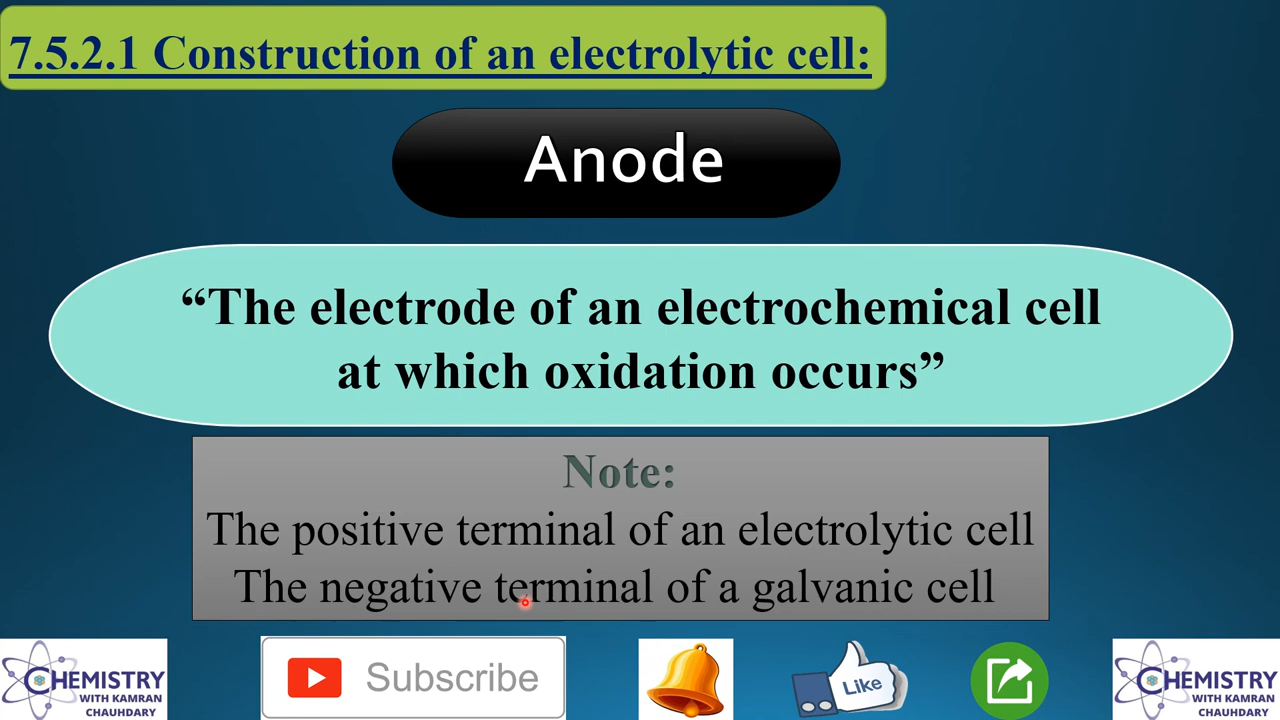 7.5.2.1 Construction of an electrolytic cell:
Anode
“The electrode of an electrochemical cell
at which oxidation occurs”
Note:
The positive terminal of an electrolytic cell
The negative terminal of a galvanic cell
CHEMISTRY
WITH KAMRAN
CHAUHDARY
Subscribe
Like
CHEMISTRY
WITH KAMRAN
CHAUHDARY